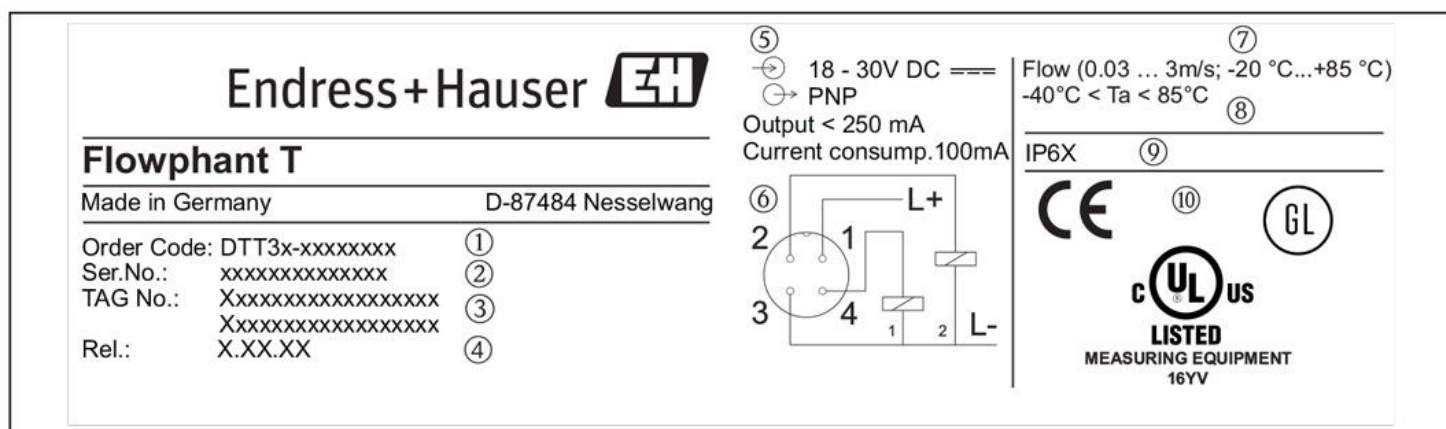 Endress+Hauser EH
Flowphant T
Made in Germany D-87484 Nesselwang
Order Code: DTT3x-xxxxxxxx ①
Ser.No.: xxxxxxxxxxxxxx ②
TAG No.: Xxxxxxxxxxxxxxxxxx ③
Xxxxxxxxxxxxxxxxxx
Rel.: X.XX.XX ④
⑤
18 - 30V DC
PNP
Output < 250 mA
Current consump.100mA
⑥ L+
2 1
3 4
1 2 L-
⑦
Flow (0.03 ... 3m/s; -20 °C...+85 °C)
-40°C < Ta < 85°C ⑧
IP6X ⑨
CE ⑩ GL
C UL ® US
LISTED
MEASURING EQUIPMENT
16YV